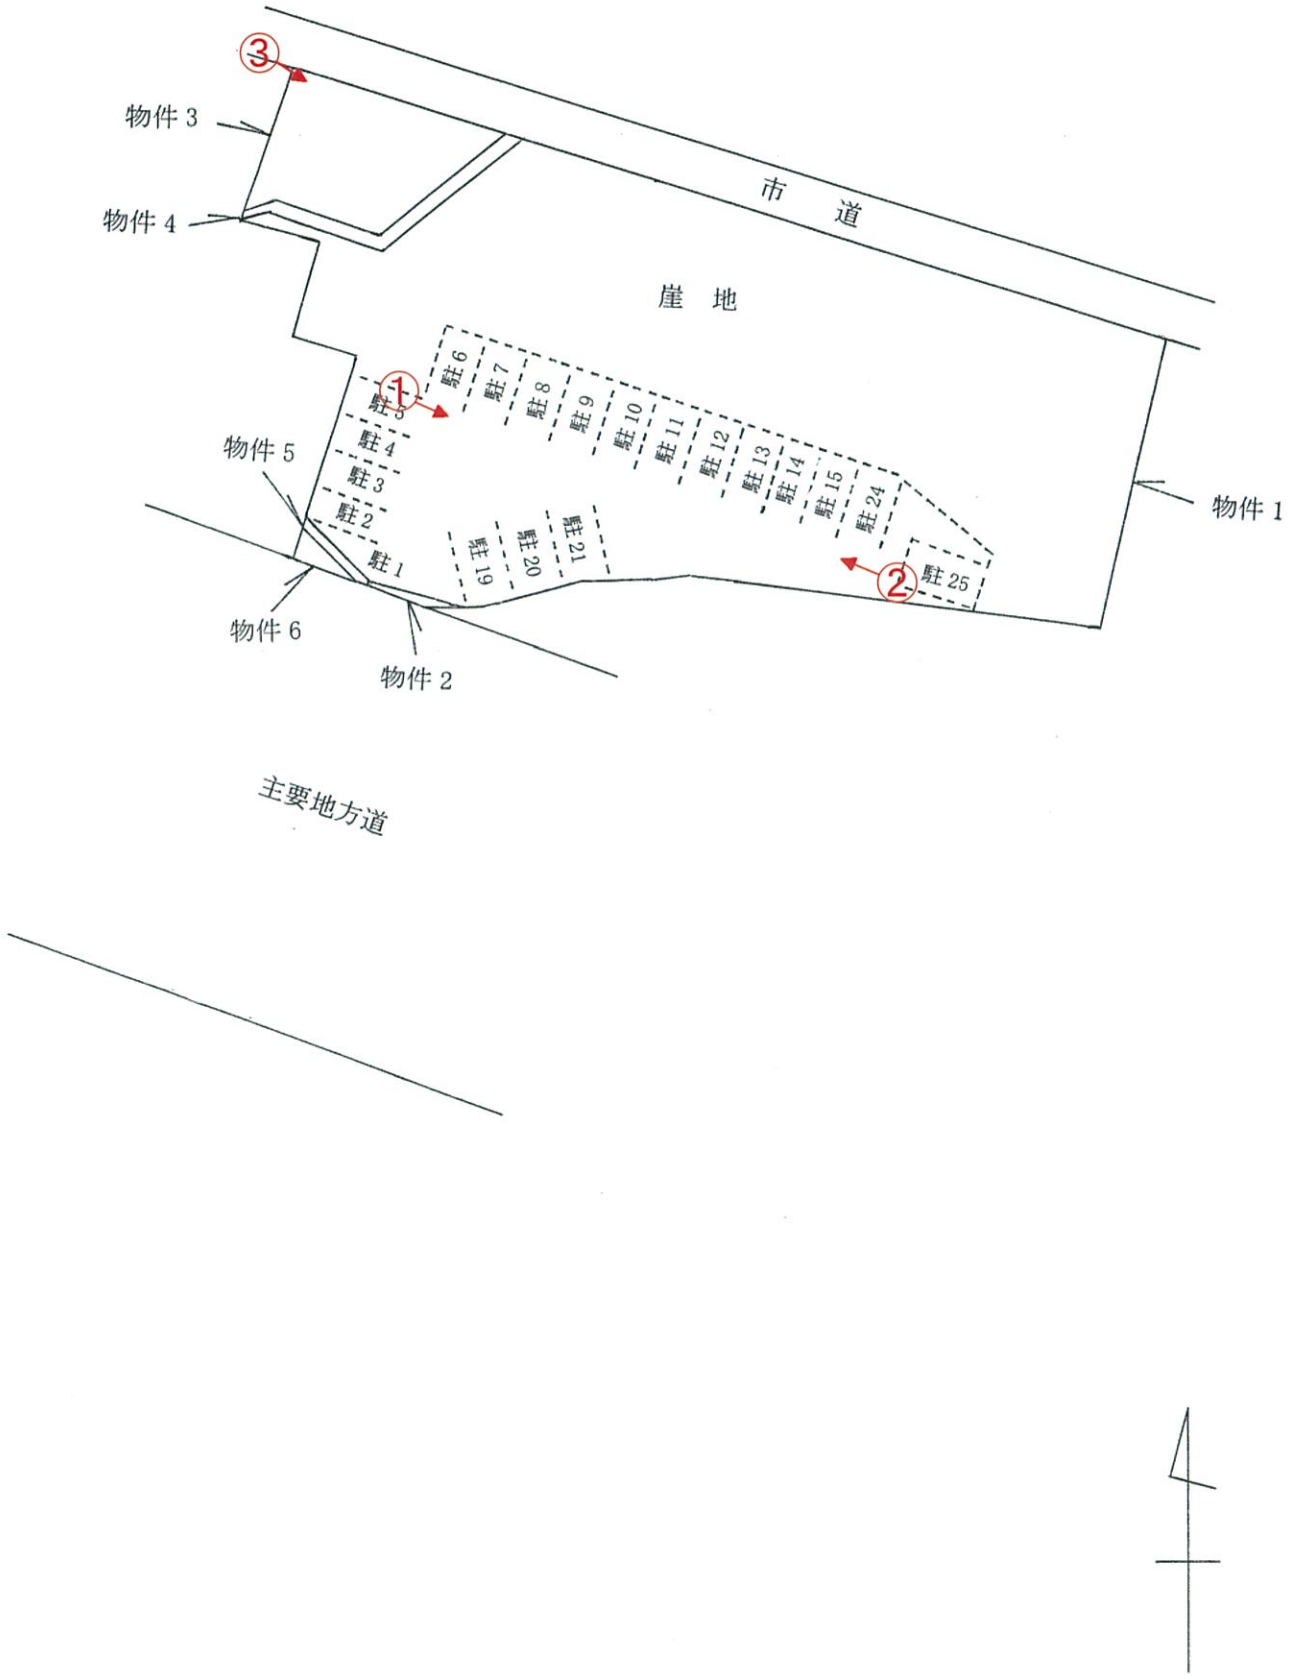 ③
物件 3
市 道
物件 4
崖 地
駐 6
駐 7
駐 8
駐 9
駐 10
駐 11
駐 12
駐 13
駐 14
駐 15
駐 24
①
駐 5
駐 4
駐 3
駐 2
駐 1
物件 5
物件 1
駐 19
駐 20
駐 21
②
駐 25
物件 6
物件 2
主要地方道